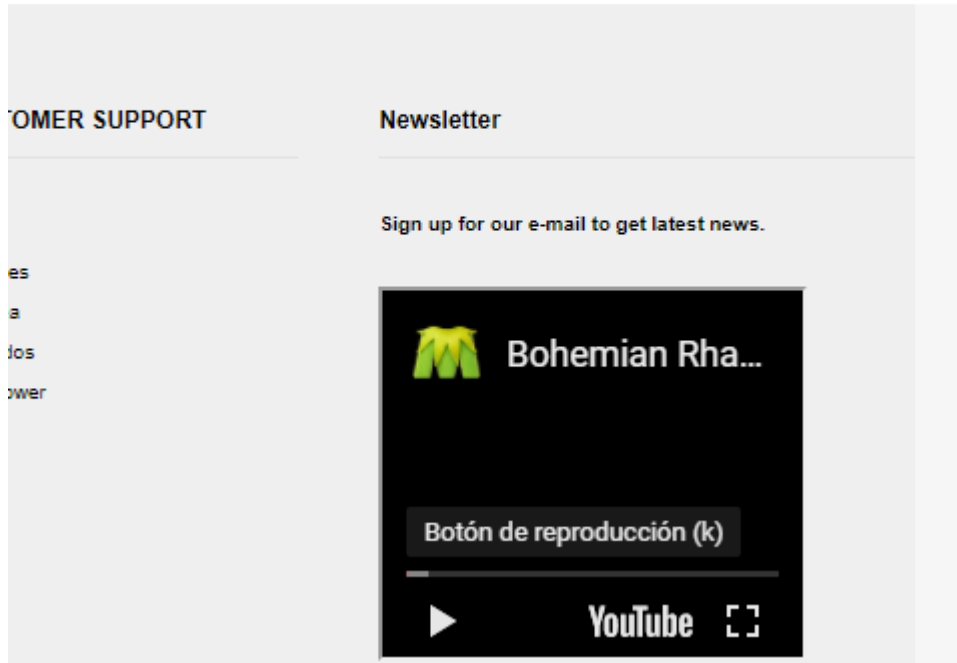 TOMER SUPPORT
Newsletter
Sign up for our e-mail to get latest news.
es
a
dos
ower
Bohemian Rha...
Botón de reproducción (k)
YouTube